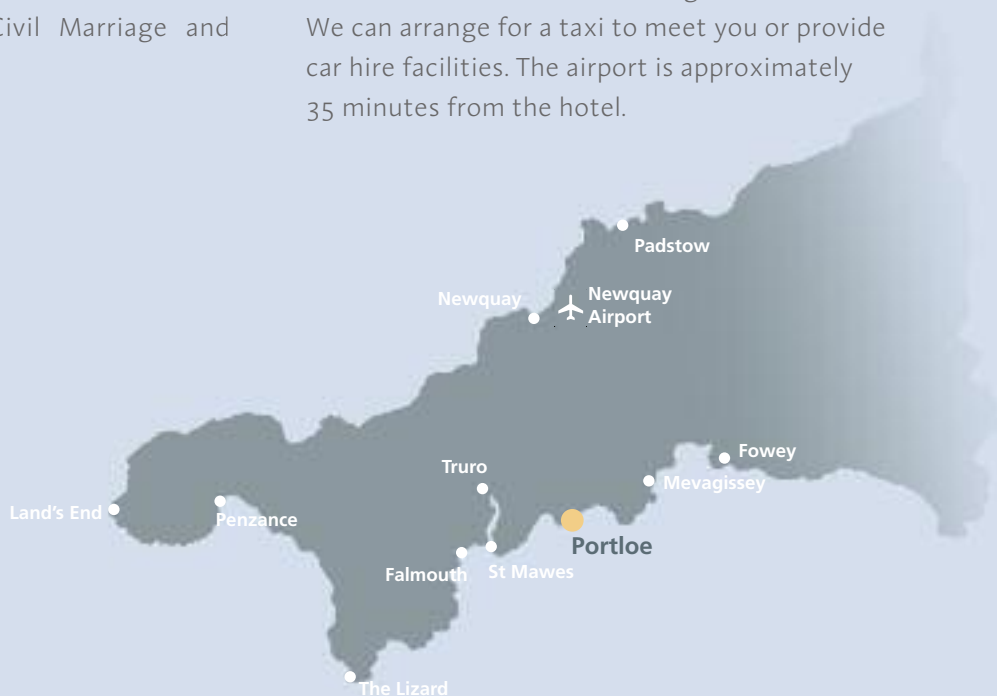 Civil Marriage and
We can arrange for a taxi to meet you or provide
car hire facilities. The airport is approximately
35 minutes from the hotel.
Padstow
Newquay
Newquay
Airport
Truro
Fowey
Mevagissey
Land's End
Penzance
Portloe
Falmouth
St Mawes
The Lizard